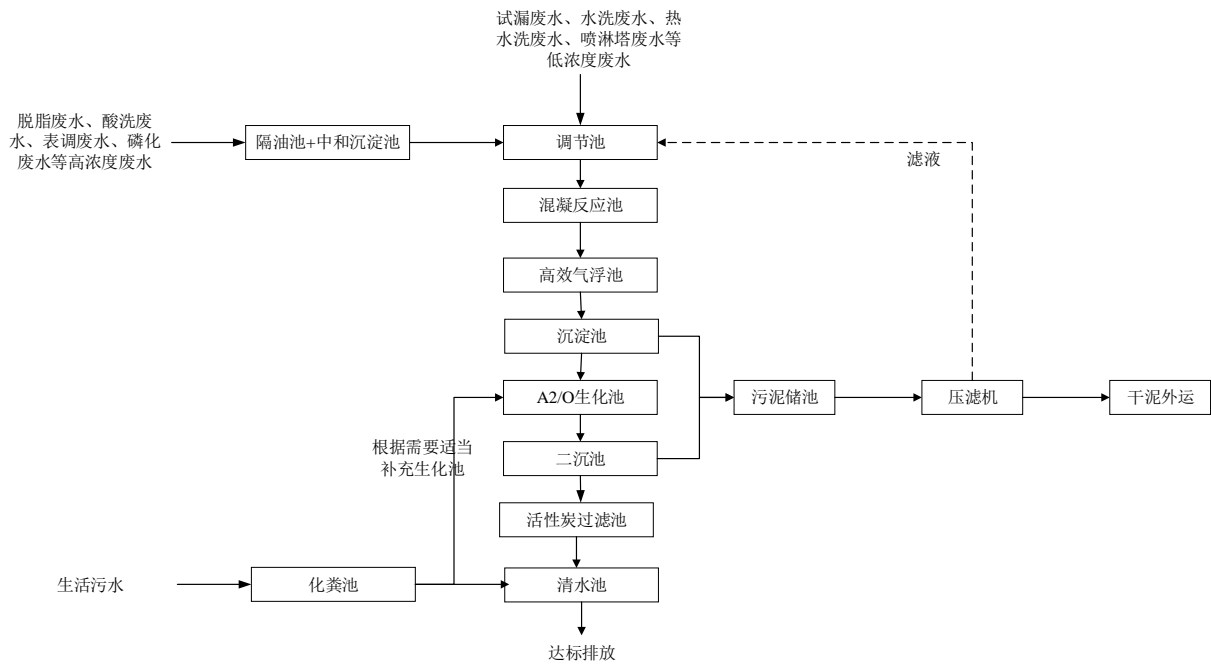 试漏废水、水洗废水、热
水洗废水、喷淋塔废水等
低浓度废水
脱脂废水、酸洗废
水、表调废水、磷化
废水等高浓度废水
隔油池+中和沉淀池
调节池
滤液
混凝反应池
高效气浮池
沉淀池
A2/O生化池
污泥储池
压滤机
干泥外运
根据需要适当
补充生化池
二沉池
活性炭过滤池
生活污水
化粪池
清水池
达标排放